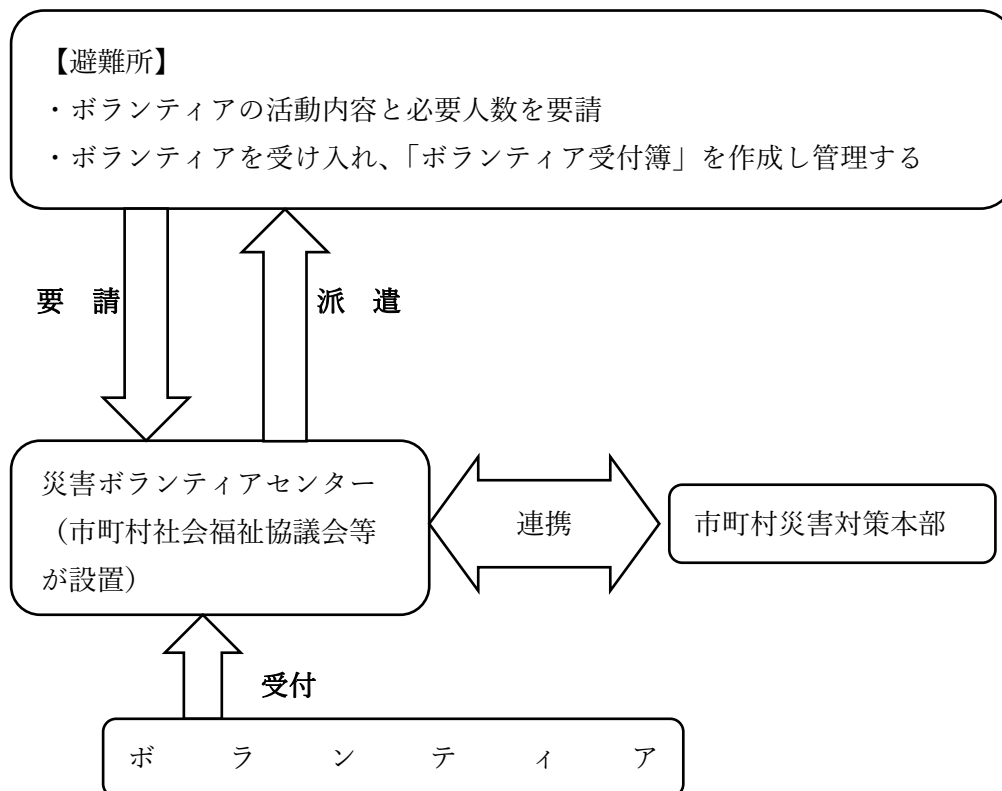 【避難所】
・ボランティアの活動内容と必要人数を要請
・ボランティアを受け入れ、「ボランティア受付簿」を作成し管理する
要　請
派　遣
災害ボランティアセンター
（市町村社会福祉協議会等
が設置）
連携
市町村災害対策本部
受付
ボランティア